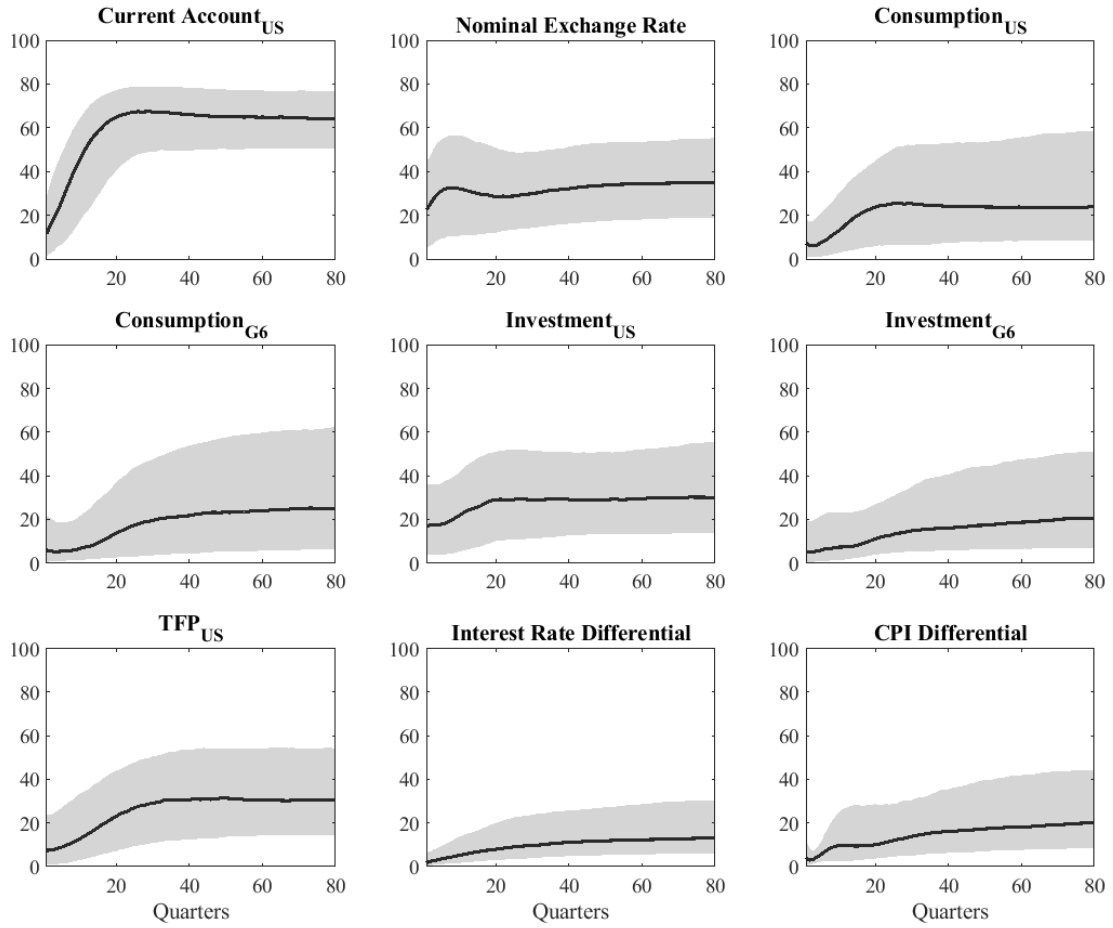 Current Account_US
100
80
60
40
20
0
20 40 60 80
Nominal Exchange Rate
100
80
60
40
20
0
20 40 60 80
Consumption_US
100
80
60
40
20
0
20 40 60 80
Consumption_G6
100
80
60
40
20
0
20 40 60 80
Investment_US
100
80
60
40
20
0
20 40 60 80
Investment_G6
100
80
60
40
20
0
20 40 60 80
TFP_US
100
80
60
40
20
0
20 40 60 80
Quarters
Interest Rate Differential
100
80
60
40
20
0
20 40 60 80
Quarters
CPI Differential
100
80
60
40
20
0
20 40 60 80
Quarters